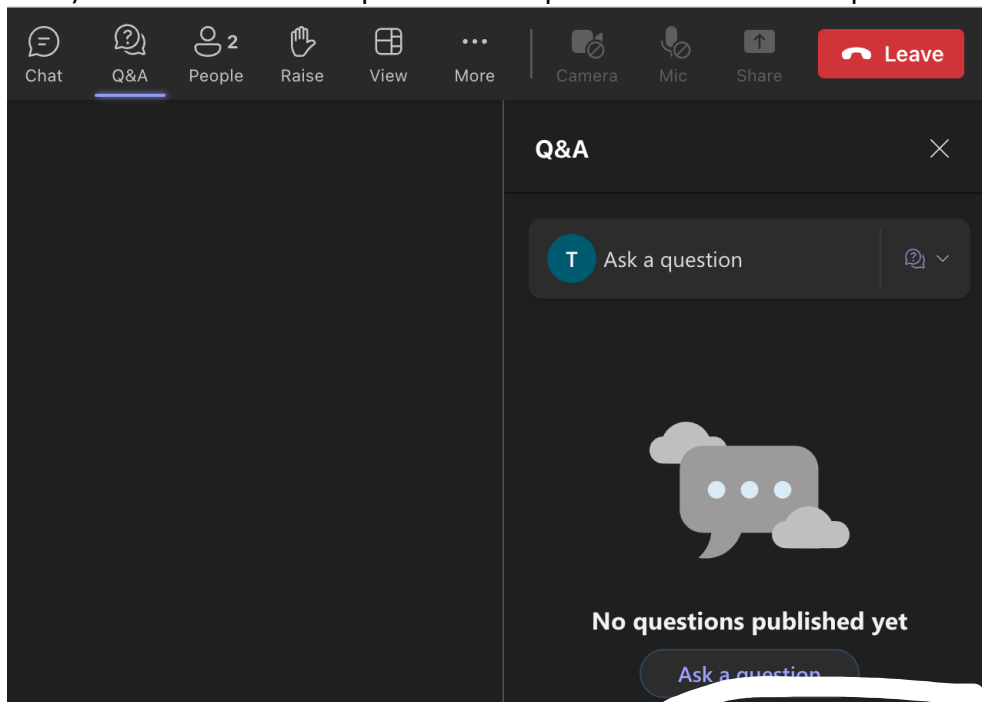 2
Chat Q&A People Raise View More Camera Mic Share Leave
Q&A
T Ask a question
No questions published yet
Ask a question